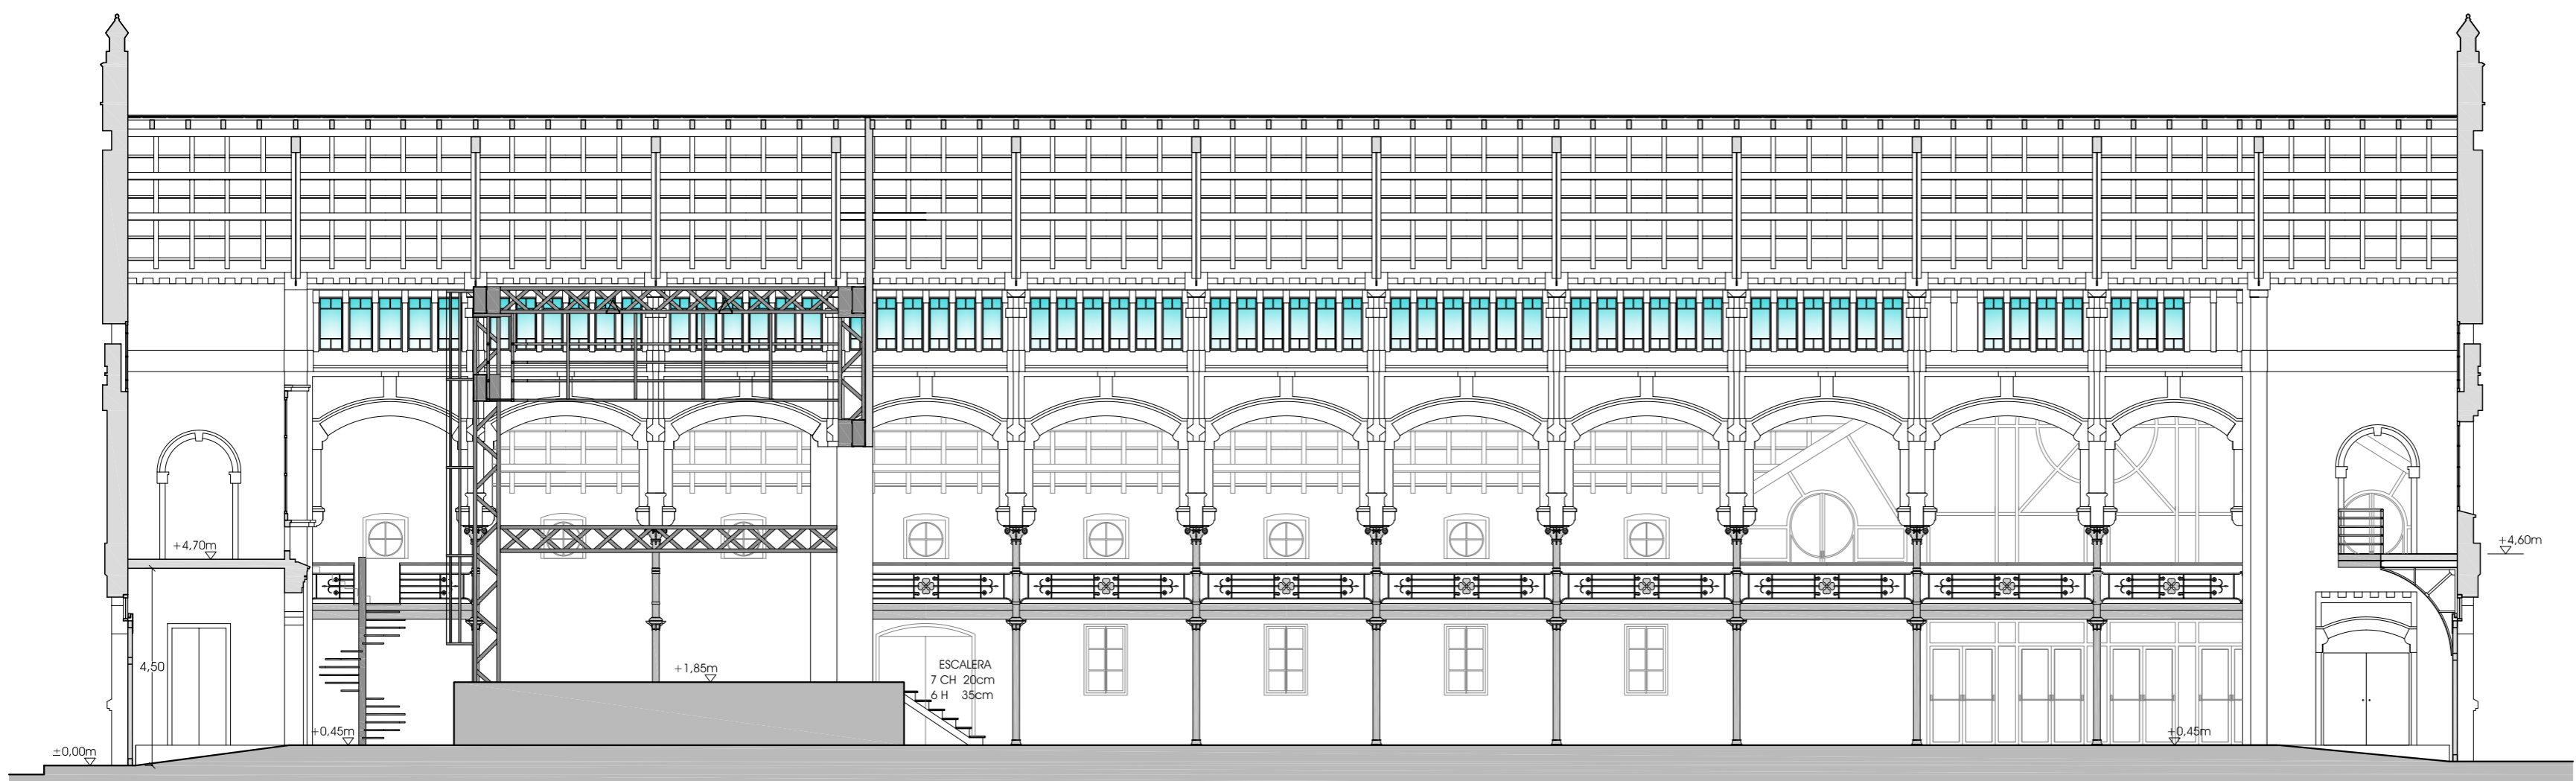 +4,70m
+4,60m
4,50
+1,85m
ESCALERA
7 CH 20cm
6 H 35cm
+0,45m
+0,45m
±0,00m